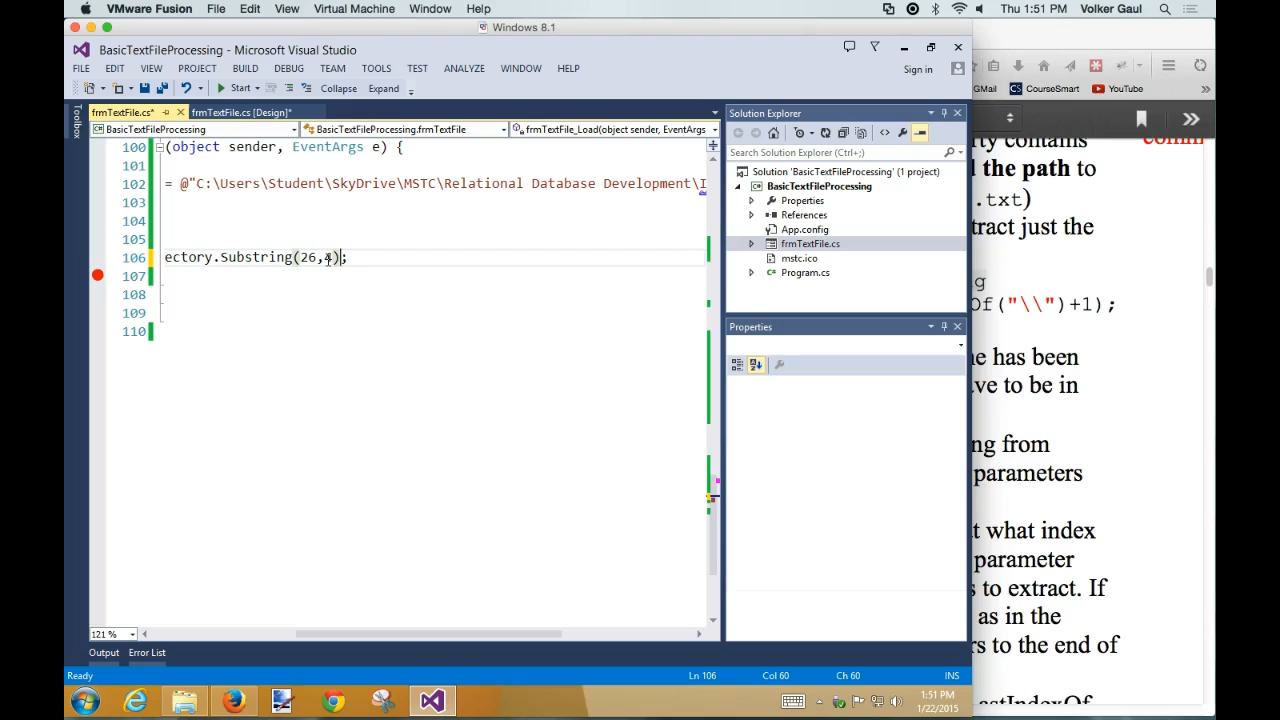 VMware Fusion File Edit View Virtual Machine Window Help Thu 1:51 PM Volker Gaul
Windows 8.1
BasicTextFileProcessing - Microsoft Visual Studio
FILE EDIT VIEW PROJECT BUILD DEBUG TEAM TOOLS TEST ANALYZE WINDOW HELP Sign in
Start Collapse Expand
GMail CourseSmart YouTube
Toolbox
frmTextFile.cs* frmTextFile.cs [Design]*
BasicTextFileProcessing BasicTextFileProcessing.frmTextFile frmTextFile_Load(object sender, EventArgs
100 (object sender, EventArgs e) {
102 = @"C:\Users\Student\SkyDrive\MSTC\Relational Database Development\I
103
104
105
106 ectory.Substring(26,4);
107
108
109
110
121 %
Solution Explorer
Search Solution Explorer (Ctrl+;)
Solution 'BasicTextFileProcessing' (1 project)
BasicTextFileProcessing
Properties
References
App.config
frmTextFile.cs
mstc.ico
Program.cs
Properties
rty contains
d the path to
.txt)
tract just the
g
Of("\\")+1);
e has been
ave to be in
ng from
parameters
t what index
parameter
s to extract. If
as in the
rs to the end of
astIndexOf
Output Error List
Ready Ln 106 Col 60 Ch 60 INS
1:51 PM
1/22/2015